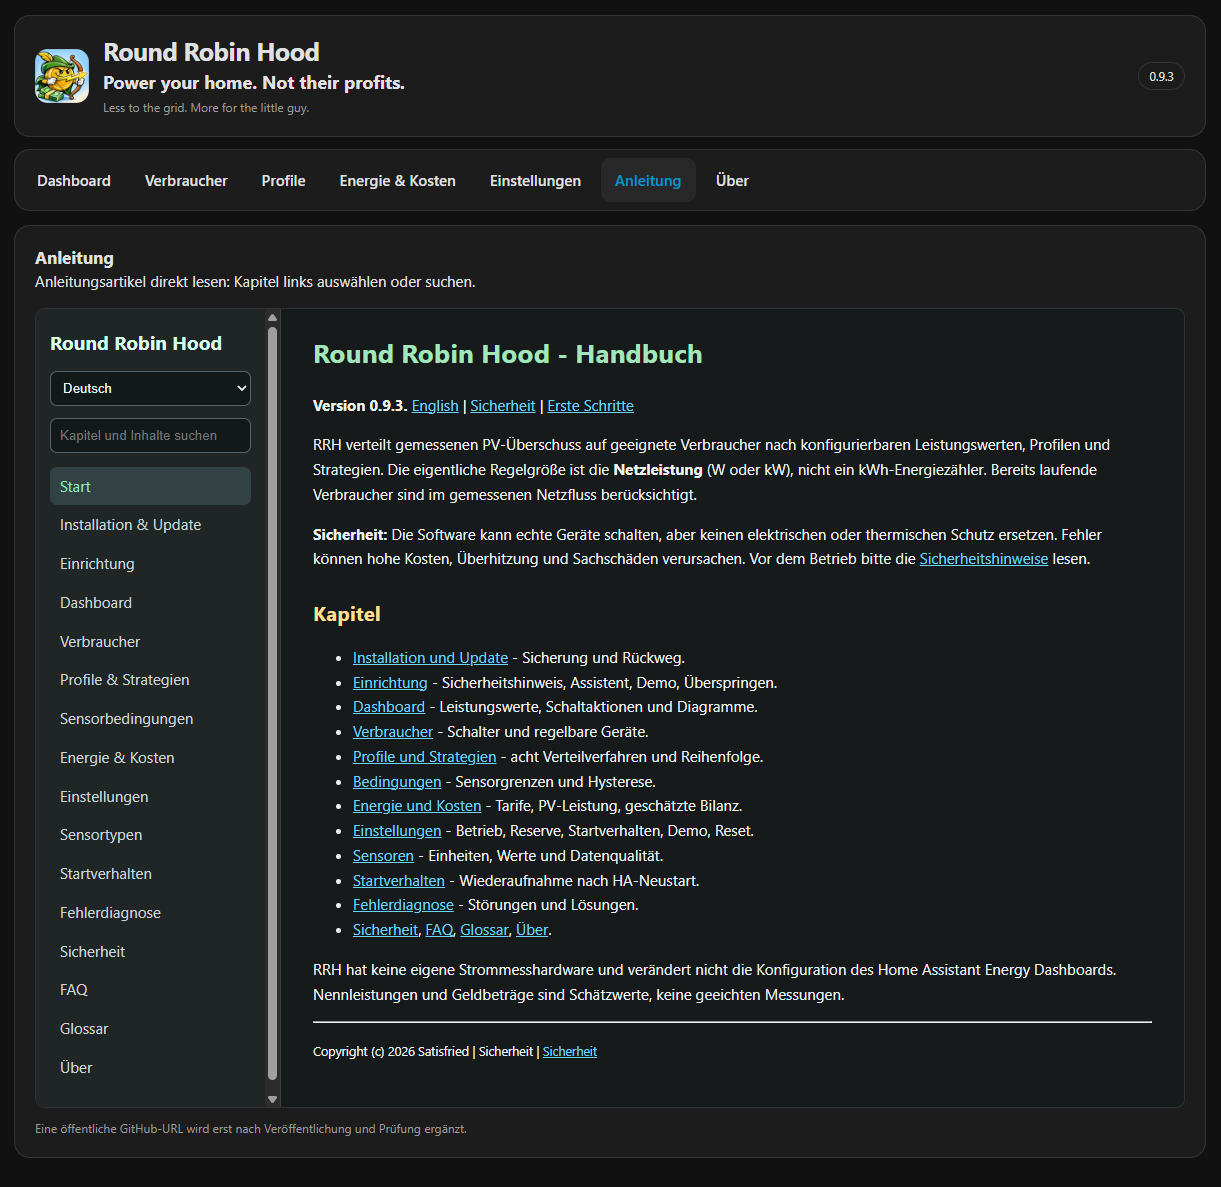 Round Robin Hood
Power your home. Not their profits.
Less to the grid. More for the little guy.
0.9.3
Dashboard Verbraucher Profile Energie & Kosten Einstellungen Anleitung Über
Anleitung
Anleitungsartikel direkt lesen: Kapitel links auswählen oder suchen.
Round Robin Hood
Deutsch
Kapitel und Inhalte suchen
Start
Installation & Update
Einrichtung
Dashboard
Verbraucher
Profile & Strategien
Sensorbedingungen
Energie & Kosten
Einstellungen
Sensortypen
Startverhalten
Fehlerdiagnose
Sicherheit
FAQ
Glossar
Über
Round Robin Hood - Handbuch
Version 0.9.3. English | Sicherheit | Erste Schritte
RRH verteilt gemessenen PV-Überschuss auf geeignete Verbraucher nach konfigurierbaren Leistungswerten, Profilen und
Strategien. Die eigentliche Regelgröße ist die Netzleistung (W oder kW), nicht ein kWh-Energiezähler. Bereits laufende
Verbraucher sind im gemessenen Netzfluss berücksichtigt.
Sicherheit: Die Software kann echte Geräte schalten, aber keinen elektrischen oder thermischen Schutz ersetzen. Fehler
können hohe Kosten, Überhitzung und Sachschäden verursachen. Vor dem Betrieb bitte die Sicherheitshinweise lesen.
Kapitel
• Installation und Update - Sicherung und Rückweg.
• Einrichtung - Sicherheitshinweis, Assistent, Demo, Überspringen.
• Dashboard - Leistungswerte, Schaltaktionen und Diagramme.
• Verbraucher - Schalter und regelbare Geräte.
• Profile und Strategien - acht Verteilverfahren und Reihenfolge.
• Bedingungen - Sensorgrenzen und Hysterese.
• Energie und Kosten - Tarife, PV-Leistung, geschätzte Bilanz.
• Einstellungen - Betrieb, Reserve, Startverhalten, Demo, Reset.
• Sensoren - Einheiten, Werte und Datenqualität.
• Startverhalten - Wiederaufnahme nach HA-Neustart.
• Fehlerdiagnose - Störungen und Lösungen.
• Sicherheit, FAQ, Glossar, Über.
RRH hat keine eigene Strommesshardware und verändert nicht die Konfiguration des Home Assistant Energy Dashboards.
Nennleistungen und Geldbeträge sind Schätzwerte, keine geeichten Messungen.
Copyright (c) 2026 Satisfried | Sicherheit | Sicherheit
Eine öffentliche GitHub-URL wird erst nach Veröffentlichung und Prüfung ergänzt.